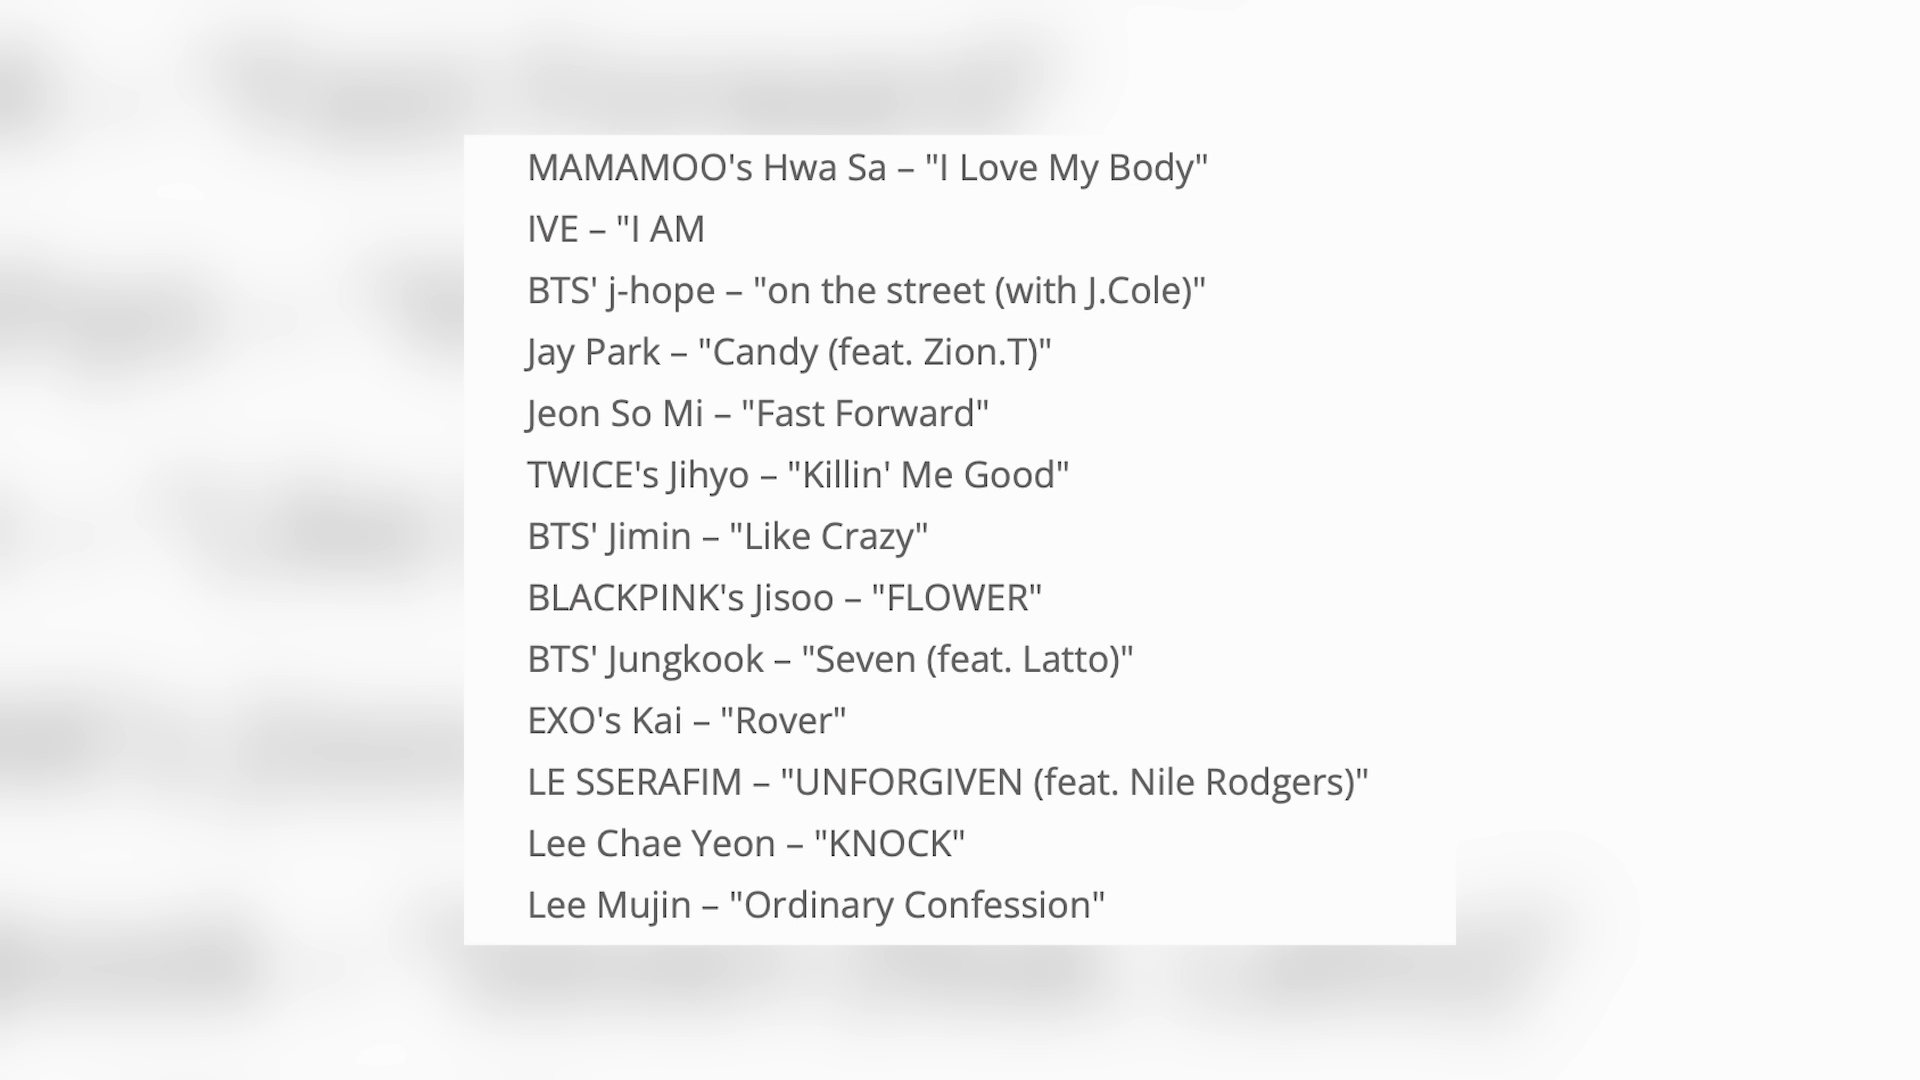 MAMAMOO's Hwa Sa – "I Love My Body"
IVE – "I AM
BTS' j-hope – "on the street (with J.Cole)"
Jay Park – "Candy (feat. Zion.T)"
Jeon So Mi – "Fast Forward"
TWICE's Jihyo – "Killin' Me Good"
BTS' Jimin – "Like Crazy"
BLACKPINK's Jisoo – "FLOWER"
BTS' Jungkook – "Seven (feat. Latto)"
EXO's Kai – "Rover"
LE SSERAFIM – "UNFORGIVEN (feat. Nile Rodgers)"
Lee Chae Yeon – "KNOCK"
Lee Mujin – "Ordinary Confession"